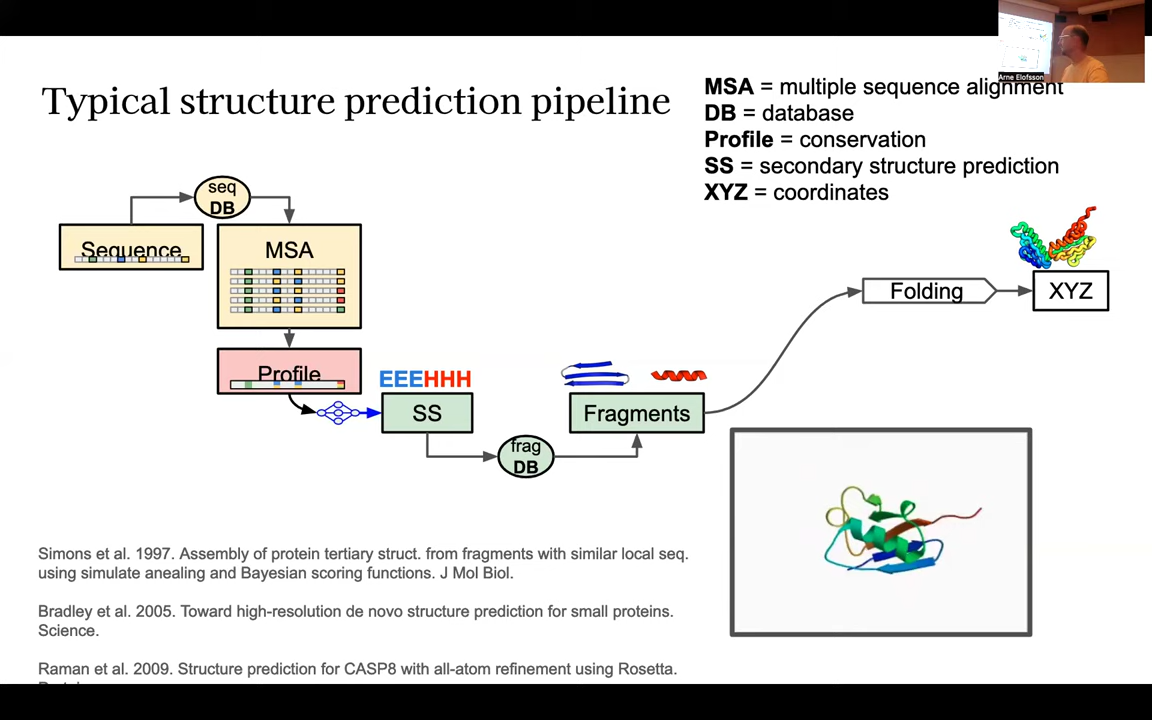 Arne Elofsson
Typical structure prediction pipeline
MSA = multiple sequence alignment
DB = database
Profile = conservation
SS = secondary structure prediction
XYZ = coordinates
seq
DB
Sequence
MSA
Profile
EEEHHH
SS
frag
DB
Fragments
Folding
XYZ
Simons et al. 1997. Assembly of protein tertiary struct. from fragments with similar local seq.
using simulate anealing and Bayesian scoring functions. J Mol Biol.
Bradley et al. 2005. Toward high-resolution de novo structure prediction for small proteins.
Science.
Raman et al. 2009. Structure prediction for CASP8 with all-atom refinement using Rosetta.